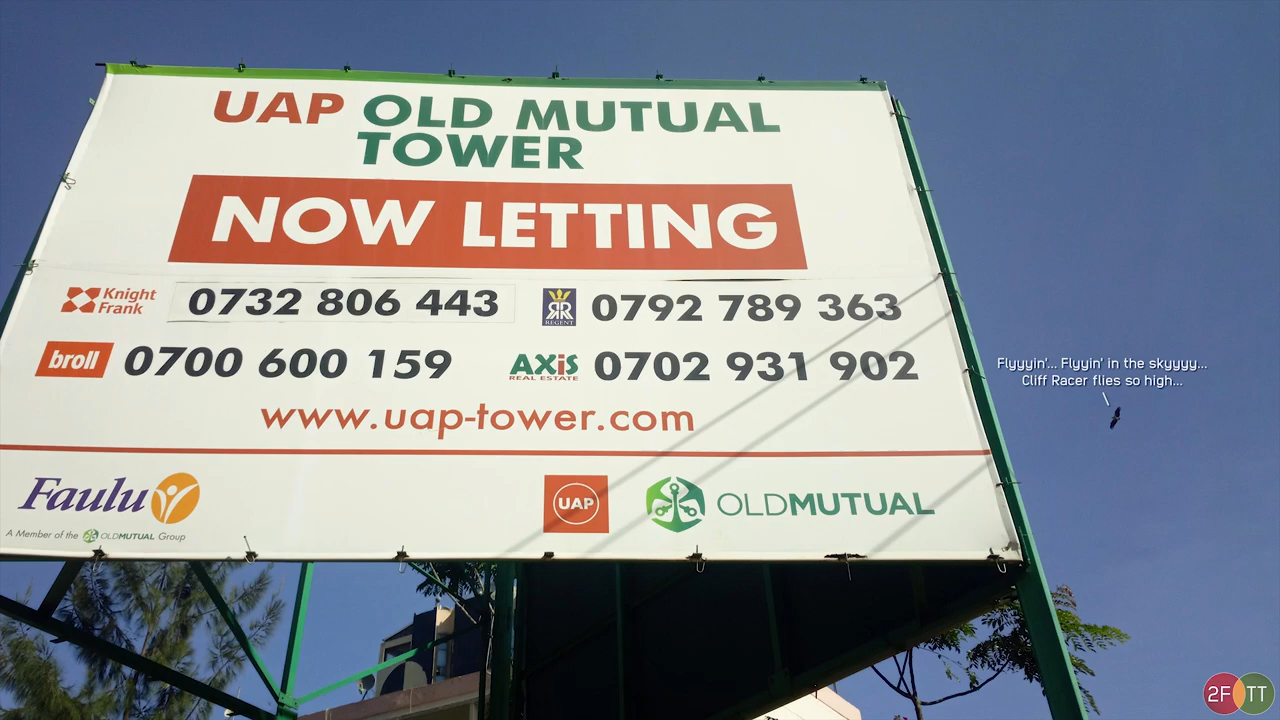 UAP OLD MUTUAL
TOWER
NOW LETTING
Knight
Frank
0732 806 443
RR
REGENT
0792 789 363
broll
0700 600 159
AXiS
REAL ESTATE
0702 931 902
www.uap-tower.com
Flyyyin'... Flyyin' in the skyyyy...
Cliff Racer flies so high...
Faulu
A Member of the OLDMUTUAL Group
UAP
OLDMUTUAL
2F TT